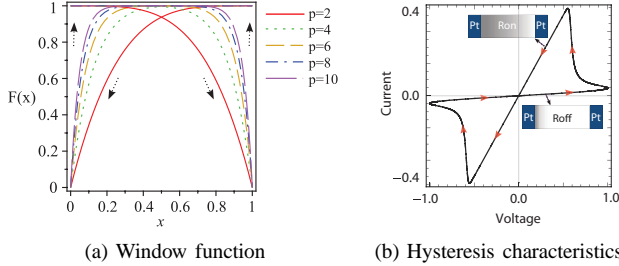 1
0.8
0.6
F(x)
0.4
0.2
0
0 0.2 0.4 0.6 0.8 1
x
p=2
p=4
p=6
p=8
p=10
(a) Window function
0.4
0.0
−0.4
Current
Pt Ron Pt
Pt Roff Pt
-1.0 0.0 1.0
Voltage
(b) Hysteresis characteristics